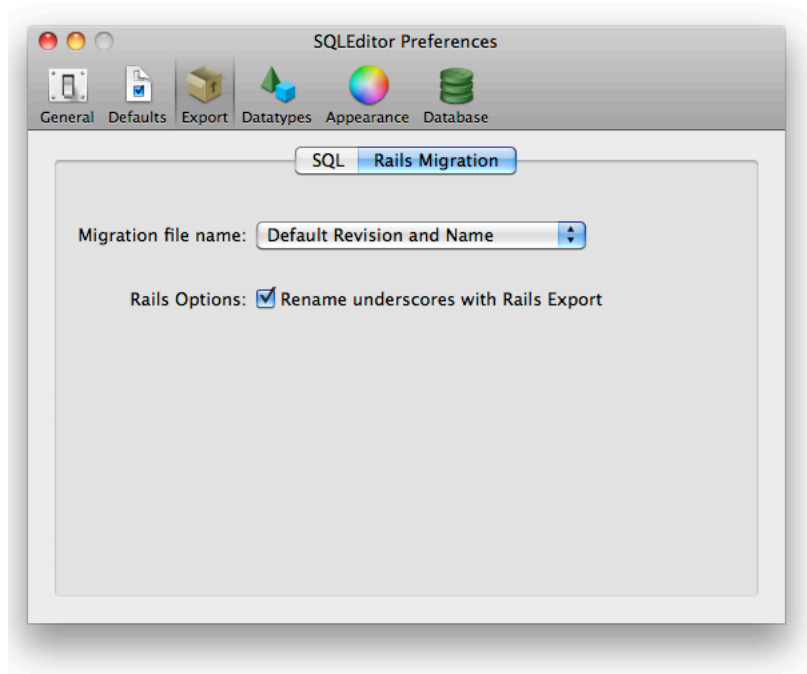 SQLEditor Preferences
General Defaults Export Datatypes Appearance Database
SQL Rails Migration
Migration file name: Default Revision and Name
Rails Options: Rename underscores with Rails Export